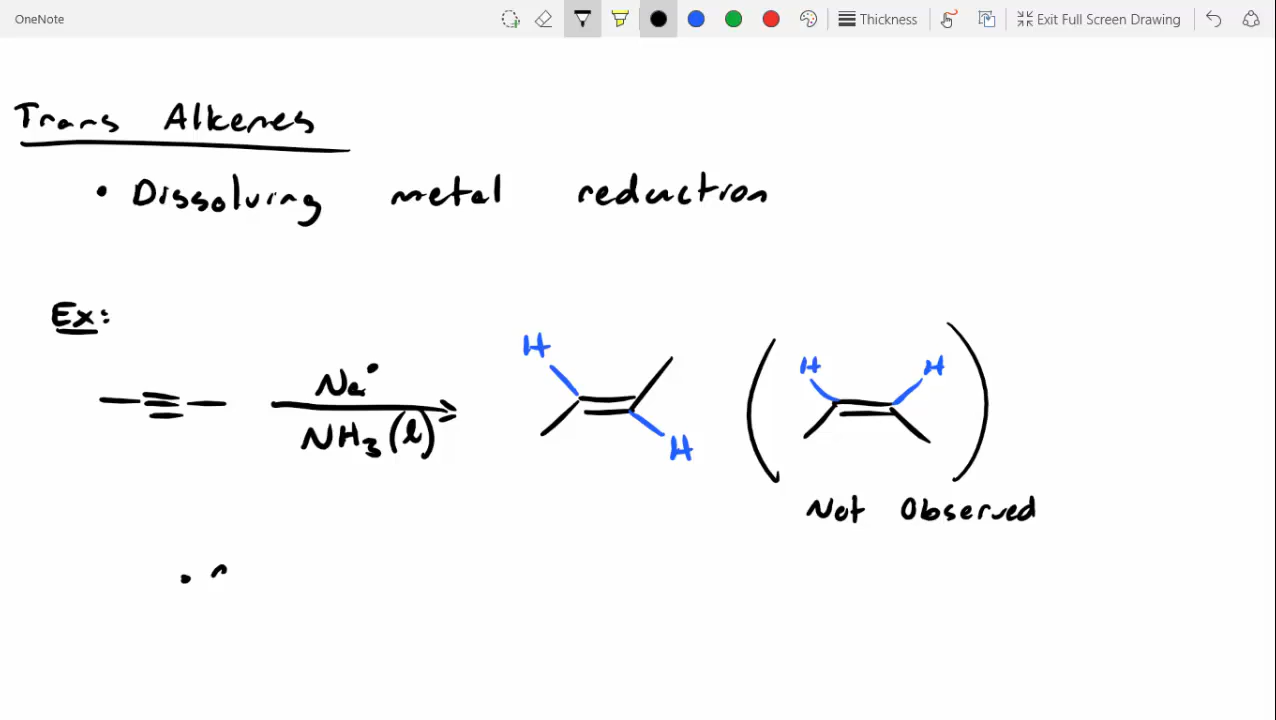 OneNote
Thickness
Exit Full Screen Drawing
Trans Alkenes
• Dissolving metal reduction
Ex:
Na•
NH3(l)
H
H
H
H
Not Observed
•